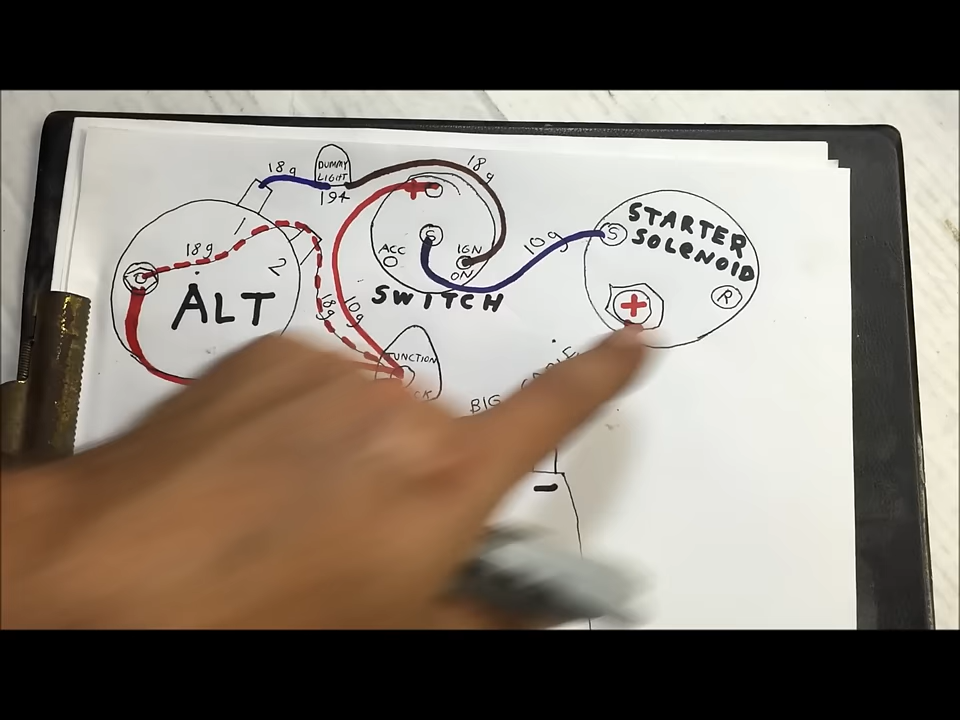 18g
DUMMY
LIGHT
194
18g
+
S
ACC
IGN
ON
SWITCH
18g
2
ALT
18g
10g
JUNCTION
10g
S
STARTER
SOLeNOID
R
+
BIG
-